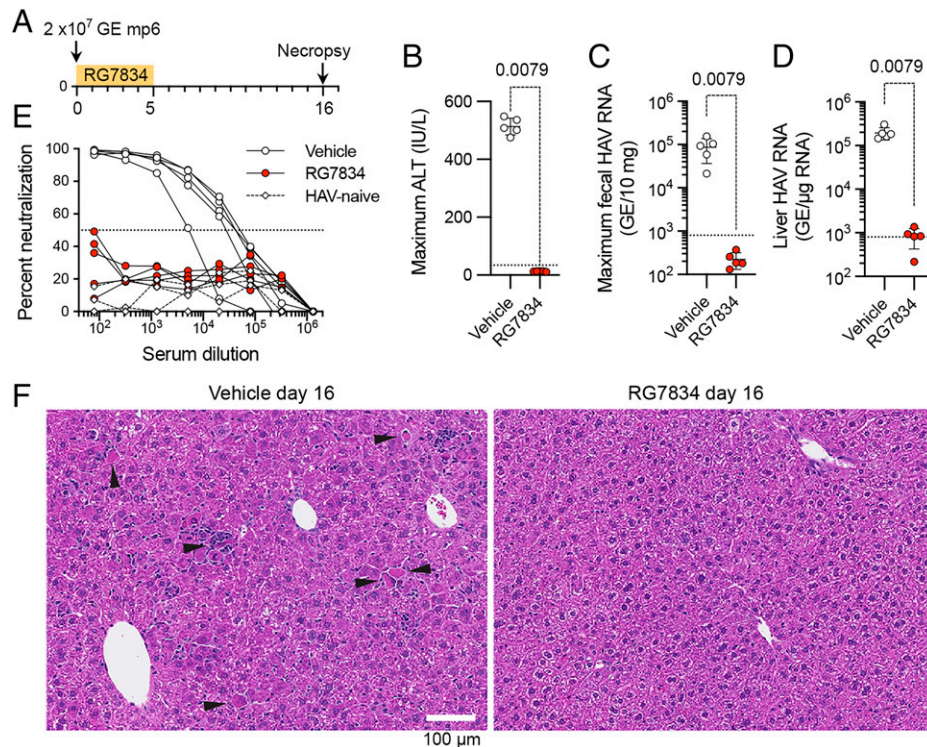 A
2 x10⁷ GE mp6
RG7834
Necropsy
0
0
5
16
B
0.0079
Maximum ALT (IU/L)
600
400
200
0
Vehicle
RG7834
C
0.0079
Maximum fecal HAV RNA
(GE/10 mg)
10⁶
10⁵
10⁴
10³
10²
Vehicle
RG7834
D
0.0079
Liver HAV RNA
(GE/µg RNA)
10⁶
10⁵
10⁴
10³
10²
Vehicle
RG7834
E
Percent neutralization
100
80
60
40
20
0
10²
10³
10⁴
10⁵
10⁶
Serum dilution
Vehicle
RG7834
HAV-naive
F
Vehicle day 16
RG7834 day 16
100 µm